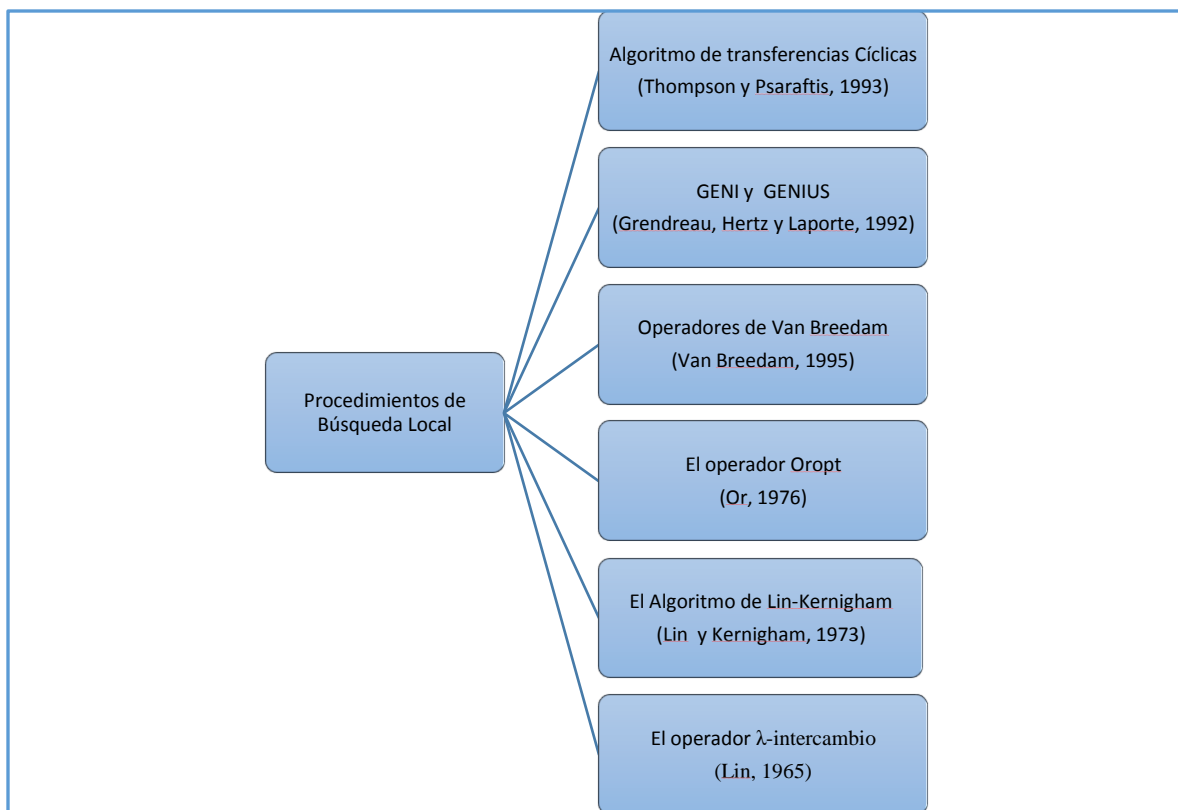 Algoritmo de transferencias Cíclicas
(Thompson y Psaraftis, 1993)
GENI y GENIUS
(Grendreau, Hertz y Laporte, 1992)
Operadores de Van Breedam
(Van Breedam, 1995)
Procedimientos de
Búsqueda Local
El operador Oropt
(Or, 1976)
El Algoritmo de Lin-Kernigham
(Lin y Kernigham, 1973)
El operador λ-intercambio
(Lin, 1965)